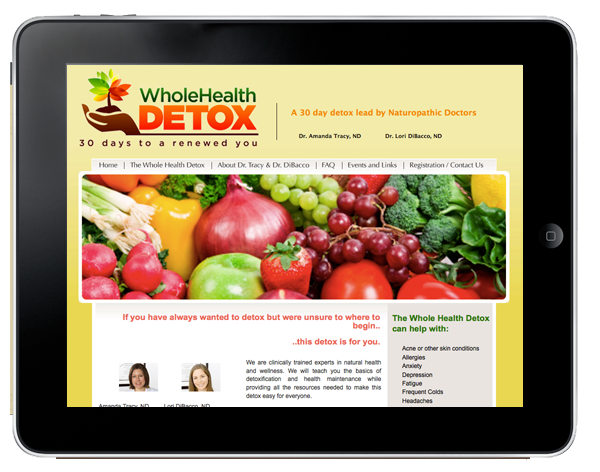 WholeHealth
DETOX
30 days to a renewed you
A 30 day detox lead by Naturopathic Doctors
Dr. Amanda Tracy, ND Dr. Lori DiBacco, ND
Home | The Whole Health Detox | About Dr. Tracy & Dr. DiBacco | FAQ | Events and Links | Registration / Contact Us
If you have always wanted to detox but were unsure to where to
begin..
..this detox is for you.
We are clinically trained experts in natural health
and wellness. We will teach you the basics of
detoxification and health maintenance while
providing all the resources needed to make this
detox easy for everyone.
Amanda Tracy, ND Lori DiBacco, ND
The Whole Health Detox
can help with:
Acne or other skin conditions
Allergies
Anxiety
Depression
Fatigue
Frequent Colds
Headaches